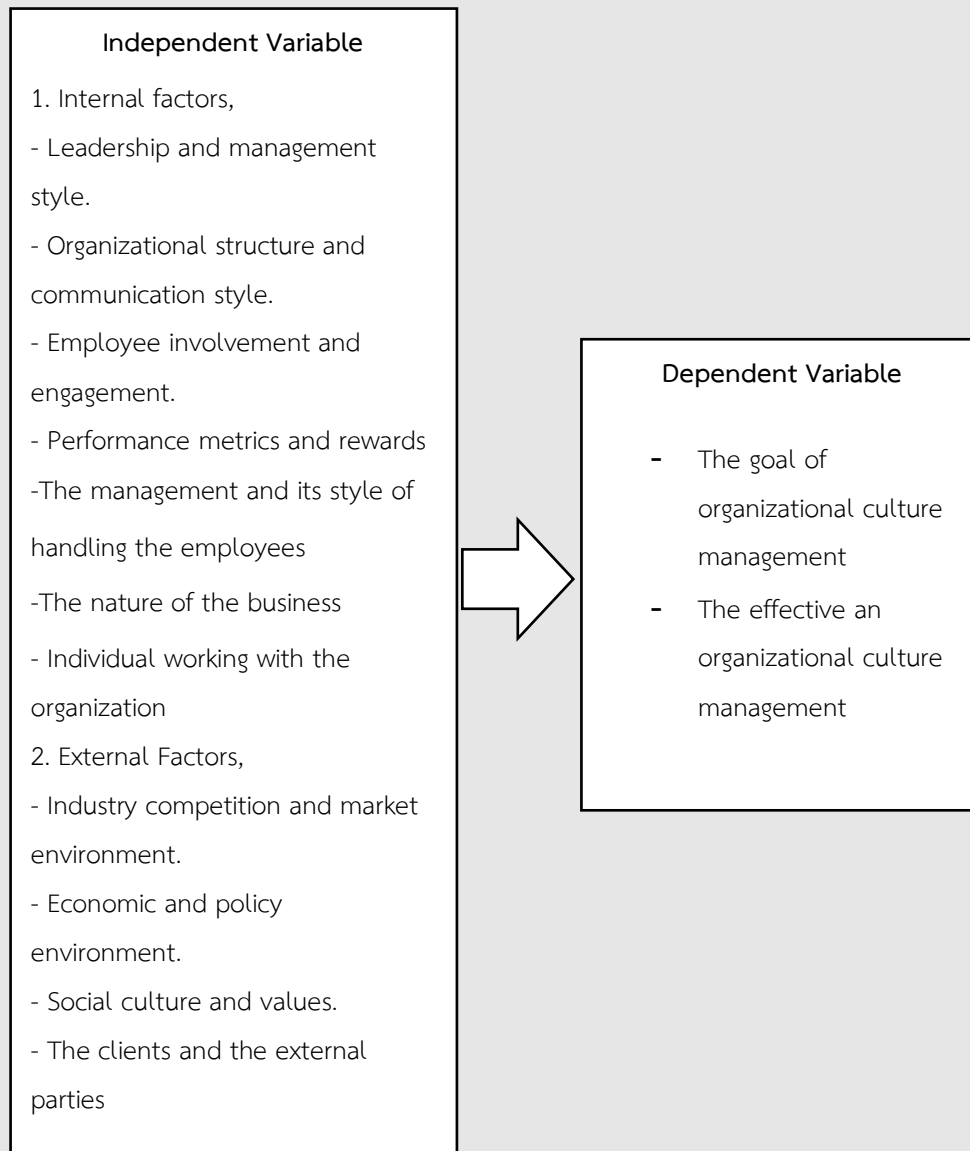 Independent Variable
1. Internal factors,
- Leadership and management
style.
- Organizational structure and
communication style.
- Employee involvement and
engagement.
- Performance metrics and rewards
-The management and its style of
handling the employees
-The nature of the business
- Individual working with the
organization
2. External Factors,
- Industry competition and market
environment.
- Economic and policy
environment.
- Social culture and values.
- The clients and the external
parties
Dependent Variable
- The goal of
organizational culture
management
- The effective an
organizational culture
management